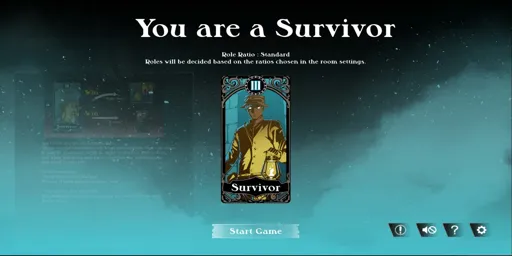 You are a Survivor
Role Ratio : Standard
Roles will be decided based on the ratios chosen in the room settings.
III
Survivor
Start Game
?